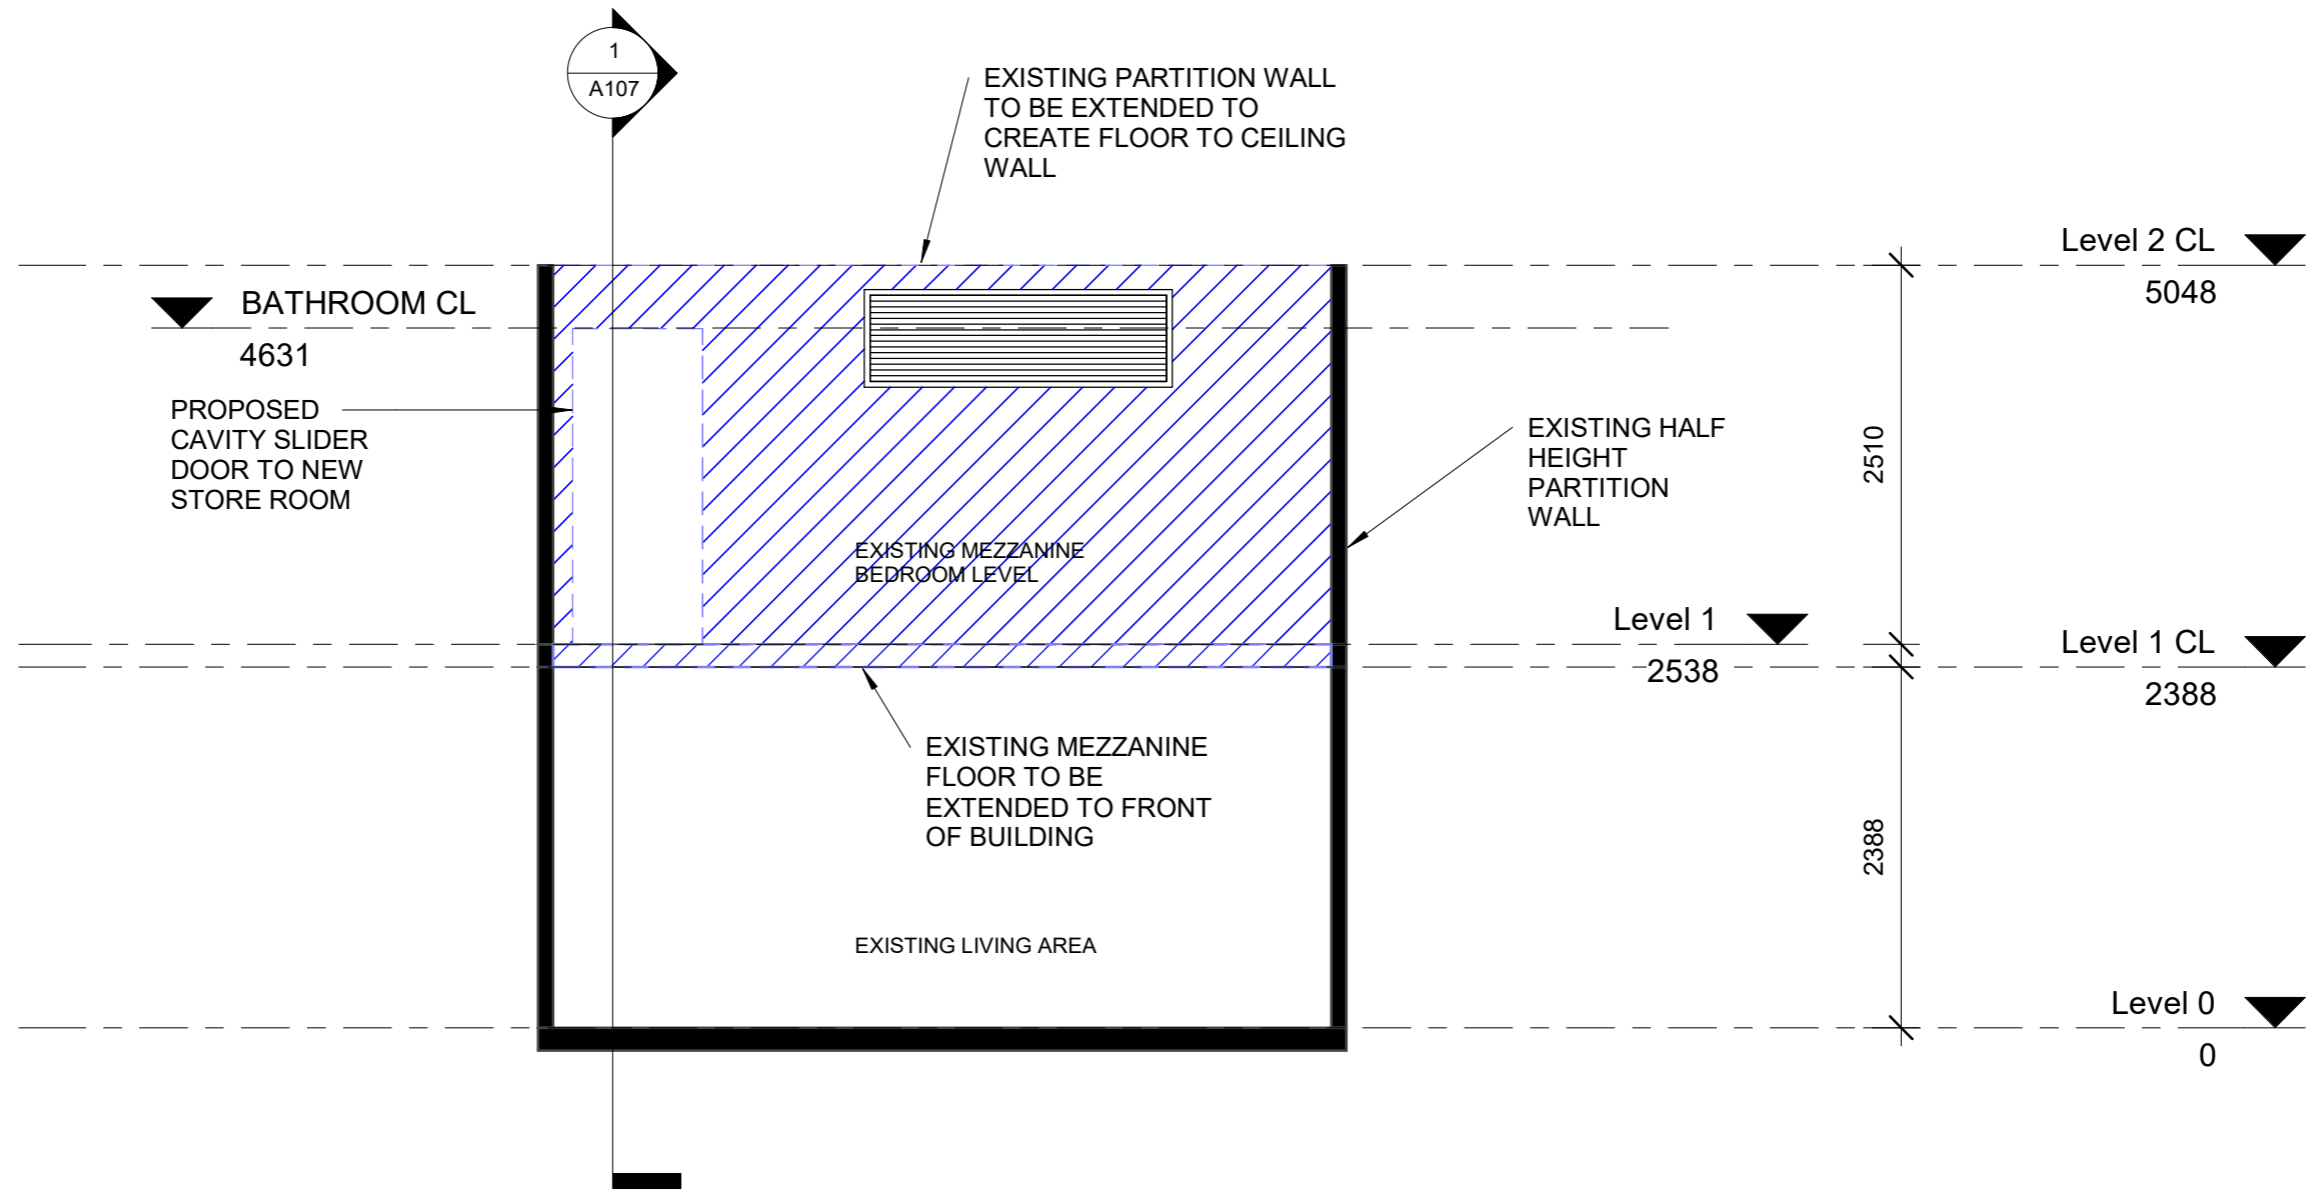 1
A107
EXISTING PARTITION WALL
TO BE EXTENDED TO
CREATE FLOOR TO CEILING
WALL
Level 2 CL
5048
BATHROOM CL
4631
PROPOSED
CAVITY SLIDER
DOOR TO NEW
STORE ROOM
EXISTING HALF
HEIGHT
PARTITION
WALL
2510
EXISTING MEZZANINE
BEDROOM LEVEL
Level 1
2538
Level 1 CL
2388
EXISTING MEZZANINE
FLOOR TO BE
EXTENDED TO FRONT
OF BUILDING
2388
EXISTING LIVING AREA
Level 0
0